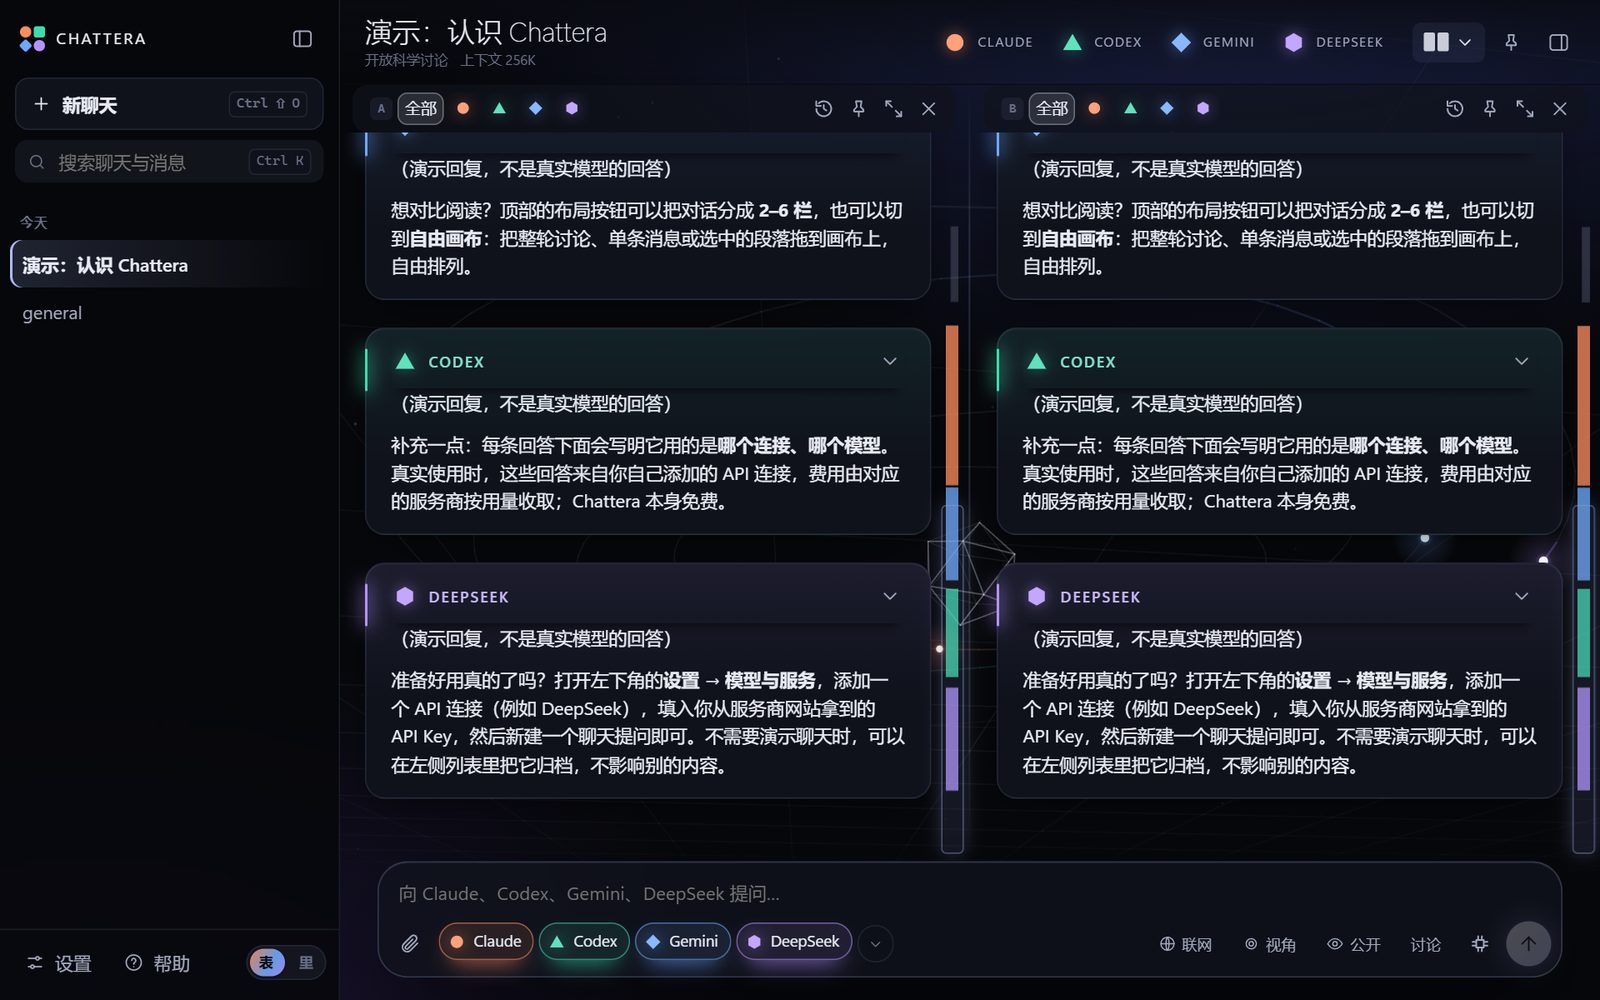 CHATTERA
新聊天 Ctrl ⇧ O
搜索聊天与消息 Ctrl K
今天
演示：认识 Chattera
general
设置 帮助 表 里
演示：认识 Chattera
开放科学讨论 上下文 256K
CLAUDE CODEX GEMINI DEEPSEEK
A 全部
（演示回复，不是真实模型的回答）
想对比阅读？顶部的布局按钮可以把对话分成 2–6 栏，也可以切
到自由画布：把整轮讨论、单条消息或选中的段落拖到画布上，
自由排列。
CODEX
（演示回复，不是真实模型的回答）
补充一点：每条回答下面会写明它用的是哪个连接、哪个模型。
真实使用时，这些回答来自你自己添加的 API 连接，费用由对应
的服务商按用量收取；Chattera 本身免费。
DEEPSEEK
（演示回复，不是真实模型的回答）
准备好用真的了吗？打开左下角的设置 → 模型与服务，添加一
个 API 连接（例如 DeepSeek），填入你从服务商网站拿到的
API Key，然后新建一个聊天提问即可。不需要演示聊天时，可以
在左侧列表里把它归档，不影响别的内容。
B 全部
（演示回复，不是真实模型的回答）
想对比阅读？顶部的布局按钮可以把对话分成 2–6 栏，也可以切
到自由画布：把整轮讨论、单条消息或选中的段落拖到画布上，
自由排列。
CODEX
（演示回复，不是真实模型的回答）
补充一点：每条回答下面会写明它用的是哪个连接、哪个模型。
真实使用时，这些回答来自你自己添加的 API 连接，费用由对应
的服务商按用量收取；Chattera 本身免费。
DEEPSEEK
（演示回复，不是真实模型的回答）
准备好用真的了吗？打开左下角的设置 → 模型与服务，添加一
个 API 连接（例如 DeepSeek），填入你从服务商网站拿到的
API Key，然后新建一个聊天提问即可。不需要演示聊天时，可以
在左侧列表里把它归档，不影响别的内容。
向 Claude、Codex、Gemini、DeepSeek 提问...
Claude Codex Gemini DeepSeek 联网 视角 公开 讨论